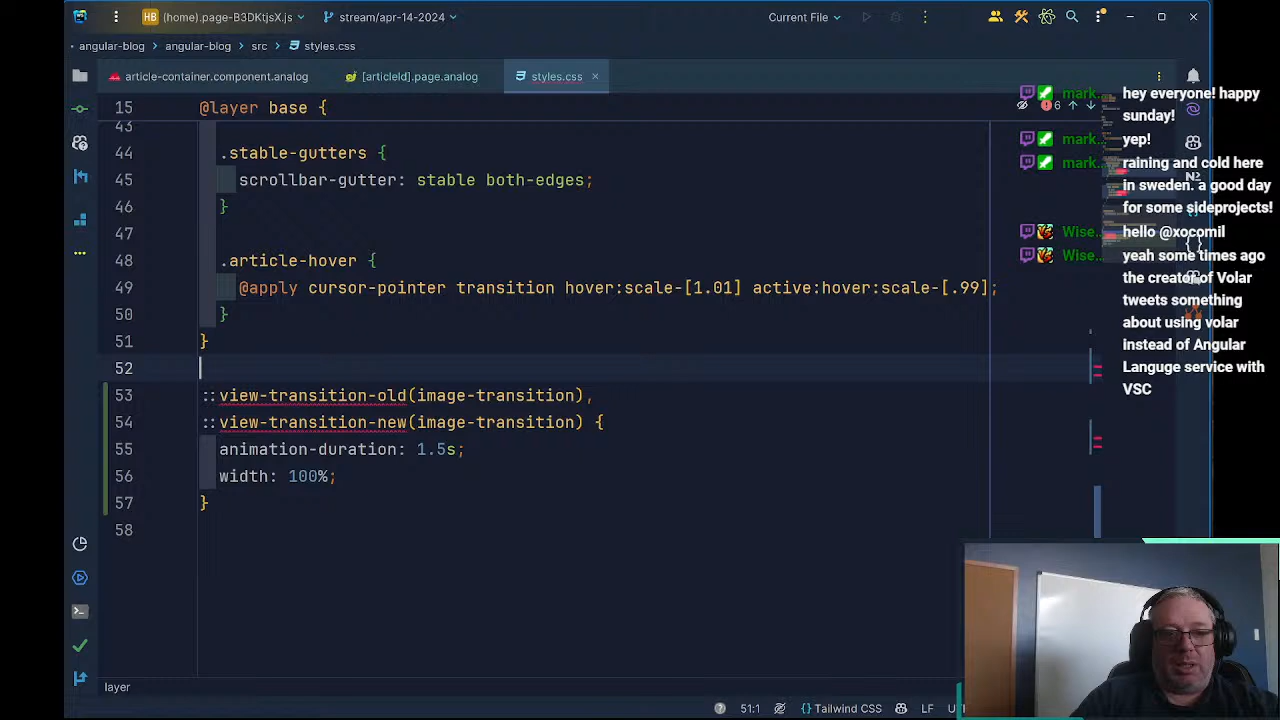 HB (home).page-B3DKtjsX.js
stream/apr-14-2024
Current File
angular-blog
angular-blog
src
styles.css
article-container.component.analog
[articleId].page.analog
styles.css
15 @layer base {
6
43
44 .stable-gutters {
45 scrollbar-gutter: stable both-edges;
46 }
47
48 .article-hover {
49 @apply cursor-pointer transition hover:scale-[1.01] active:hover:scale-[.99];
50 }
51 }
52
53 ::view-transition-old(image-transition),
54 ::view-transition-new(image-transition) {
55 animation-duration: 1.5s;
56 width: 100%;
57 }
58
mark.. hey everyone! happy
sunday!
mark.. yep!
mark.. raining and cold here
in sweden. a good day
for some sideprojects!
Wise.. hello @xocomil
Wise.. yeah some times ago
the creator of Volar
tweets something
about using volar
instead of Angular
Languge service with
VSC
layer
51:1
Tailwind CSS
LF